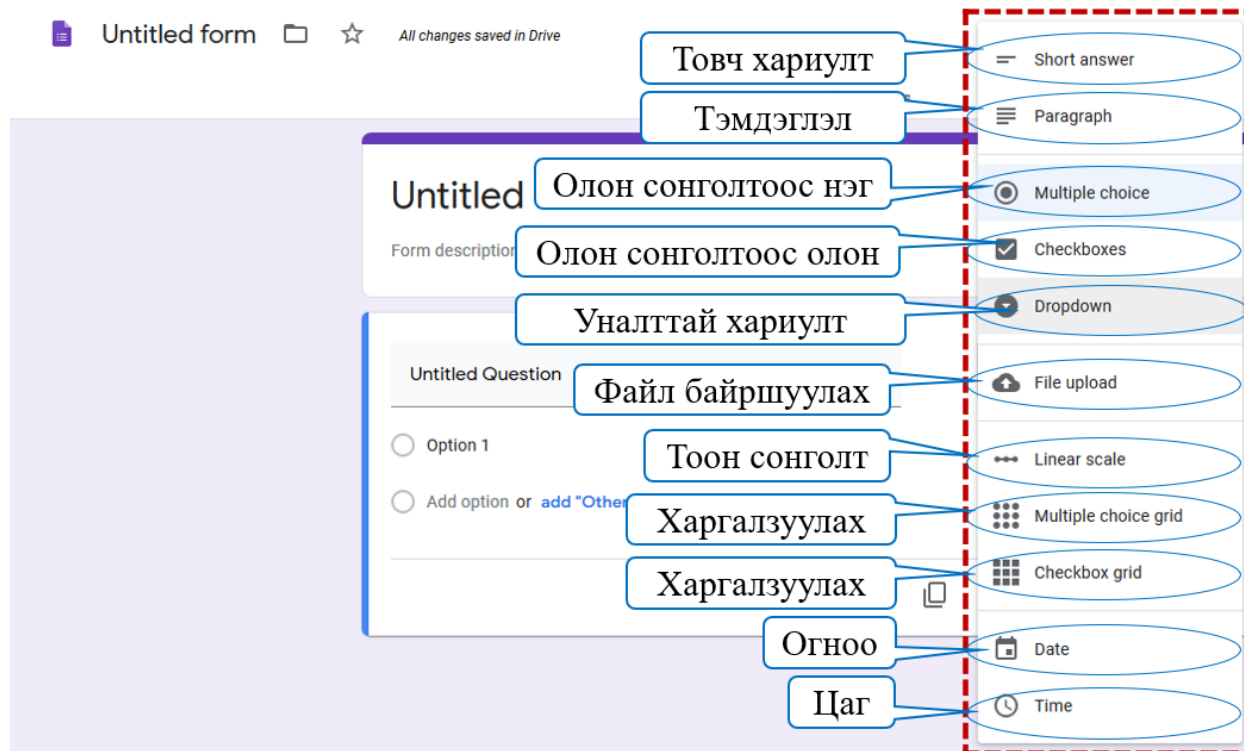 Untitled form
All changes saved in Drive
Товч хариулт
Short answer
Тэмдэглэл
Paragraph
Untitled
Олон сонголтоос нэг
Multiple choice
Form description
Олон сонголтоос олон
Checkboxes
Уналттай хариулт
Dropdown
Untitled Question
Файл байршуулах
File upload
Option 1
Тоон сонголт
Linear scale
Add option or add "Other
Харгалзуулах
Multiple choice grid
Харгалзуулах
Checkbox grid
Огноо
Date
Цаг
Time